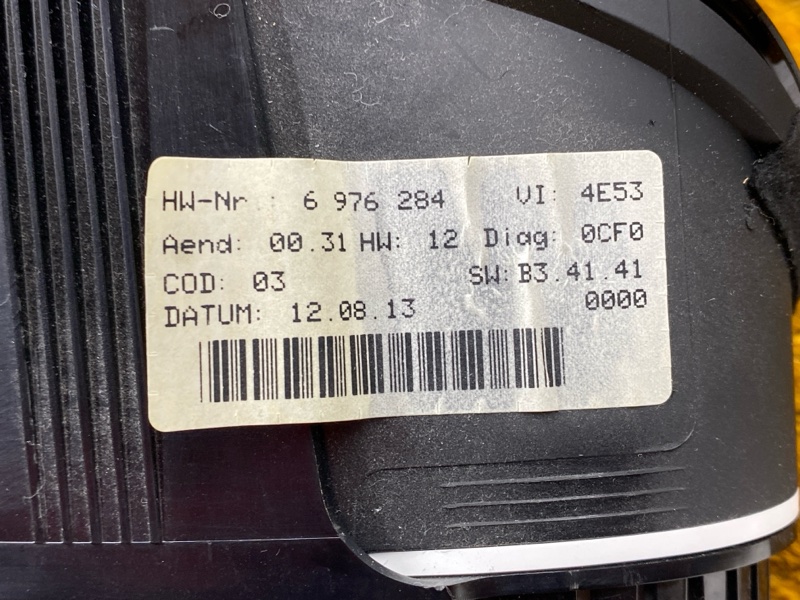 HW-Nr.: 6 976 284 VI: 4E53
Aend: 00.31 HW: 12 Diag: 0CF0
COD: 03 SW: B3.41.41
DATUM: 12.08.13 0000